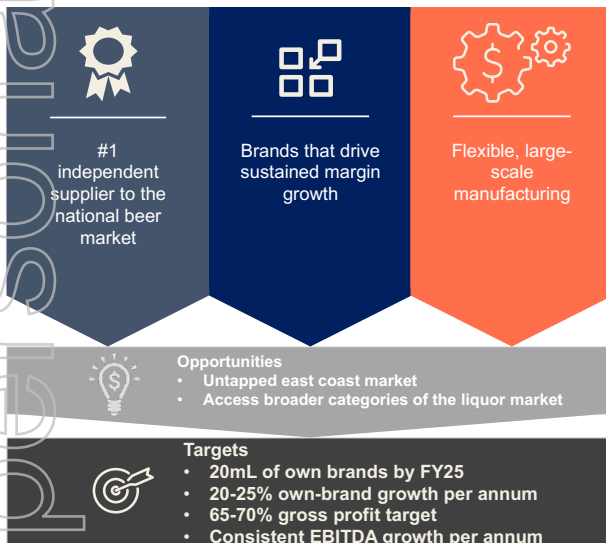 #1
independent
supplier to the
national beer
market
Brands that drive
sustained margin
growth
Flexible, large-
scale
manufacturing
Opportunities
• Untapped east coast market
• Access broader categories of the liquor market
Targets
• 20mL of own brands by FY25
• 20-25% own-brand growth per annum
• 65-70% gross profit target
• Consistent EBITDA growth per annum